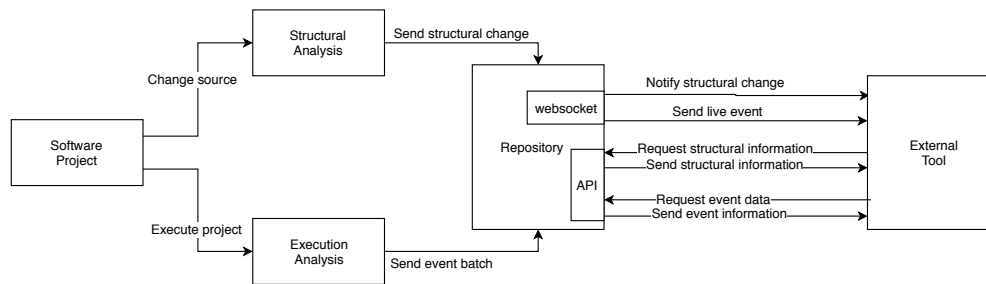 Structural
Analysis
Send structural change
Change source
Notify structural change
websocket
Send live event
Software
Project
Repository
Request structural information
External
Tool
Send structural information
API
Request event data
Send event information
Execute project
Execution
Analysis
Send event batch